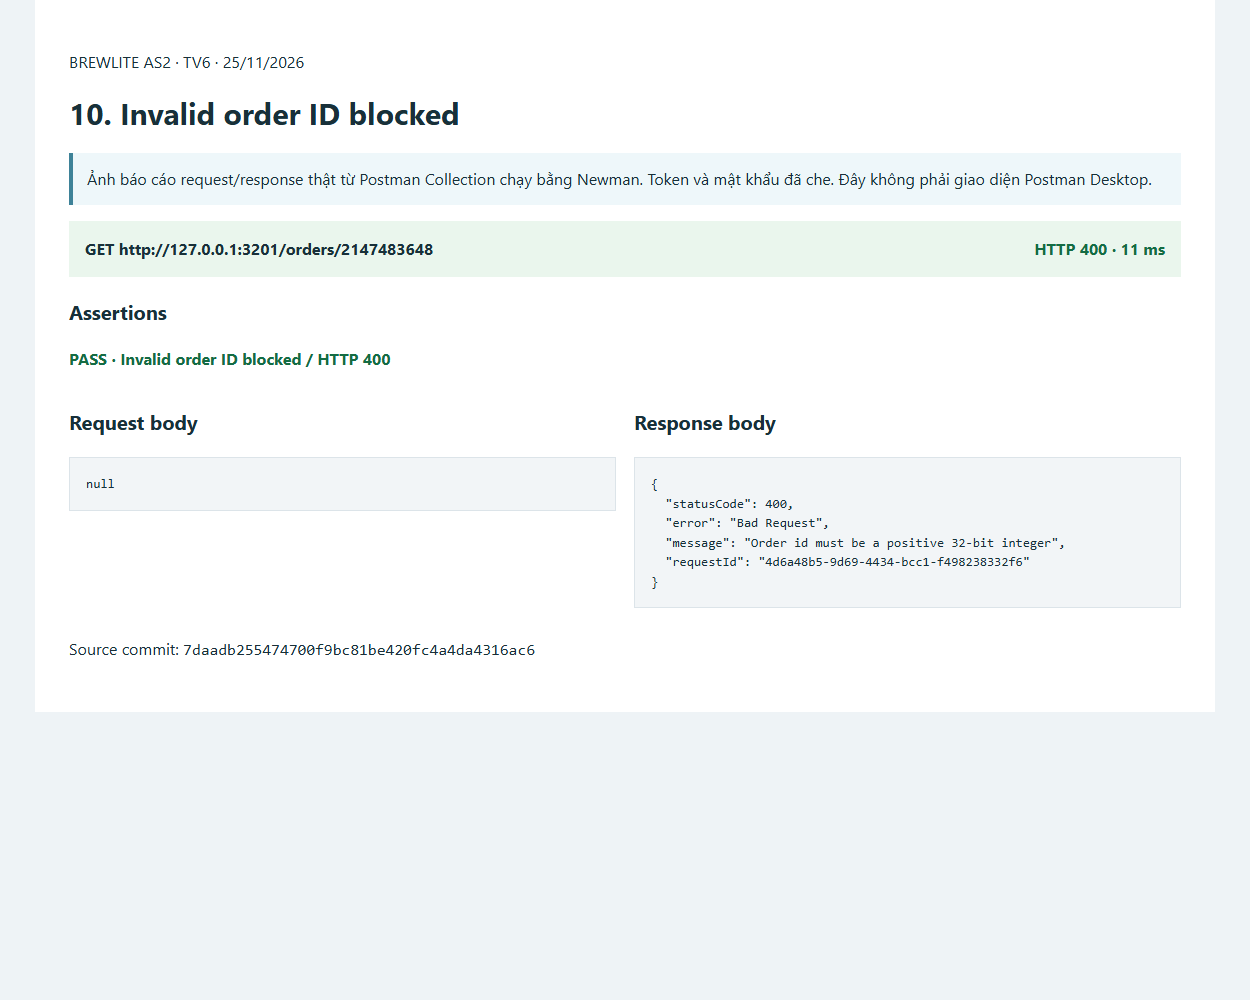 BREWLITE AS2 · TV6 · 25/11/2026
10. Invalid order ID blocked
Ảnh báo cáo request/response thật từ Postman Collection chạy bằng Newman. Token và mật khẩu đã che. Đây không phải giao diện Postman Desktop.
GET http://127.0.0.1:3201/orders/2147483648 HTTP 400 · 11 ms
Assertions
PASS · Invalid order ID blocked / HTTP 400
Request body
null
Response body
{
  "statusCode": 400,
  "error": "Bad Request",
  "message": "Order id must be a positive 32-bit integer",
  "requestId": "4d6a48b5-9d69-4434-bcc1-f498238332f6"
}
Source commit: 7daadb255474700f9bc81be420fc4a4da4316ac6